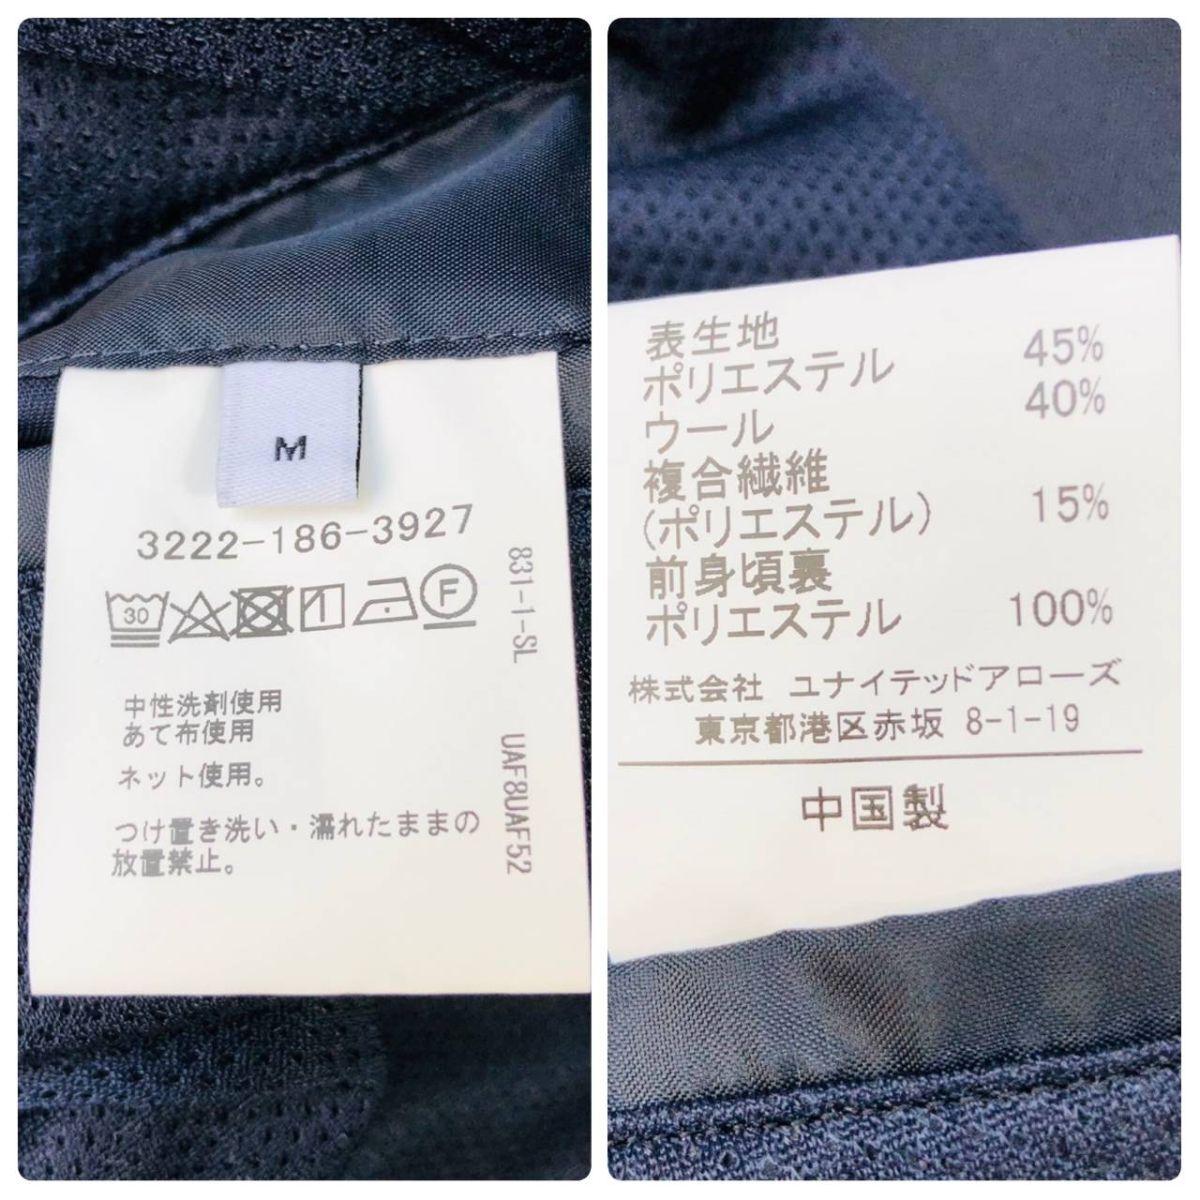 M
3222-186-3927
30
F
831-1-SL
UAF8UAF52
中性洗剤使用
あて布使用
ネット使用。
つけ置き洗い・濡れたままの
放置禁止。
表生地
ポリエステル 45%
ウール 40%
複合繊維
(ポリエステル) 15%
前身頃裏
ポリエステル 100%
株式会社 ユナイテッドアローズ
東京都港区赤坂 8-1-19
中国製